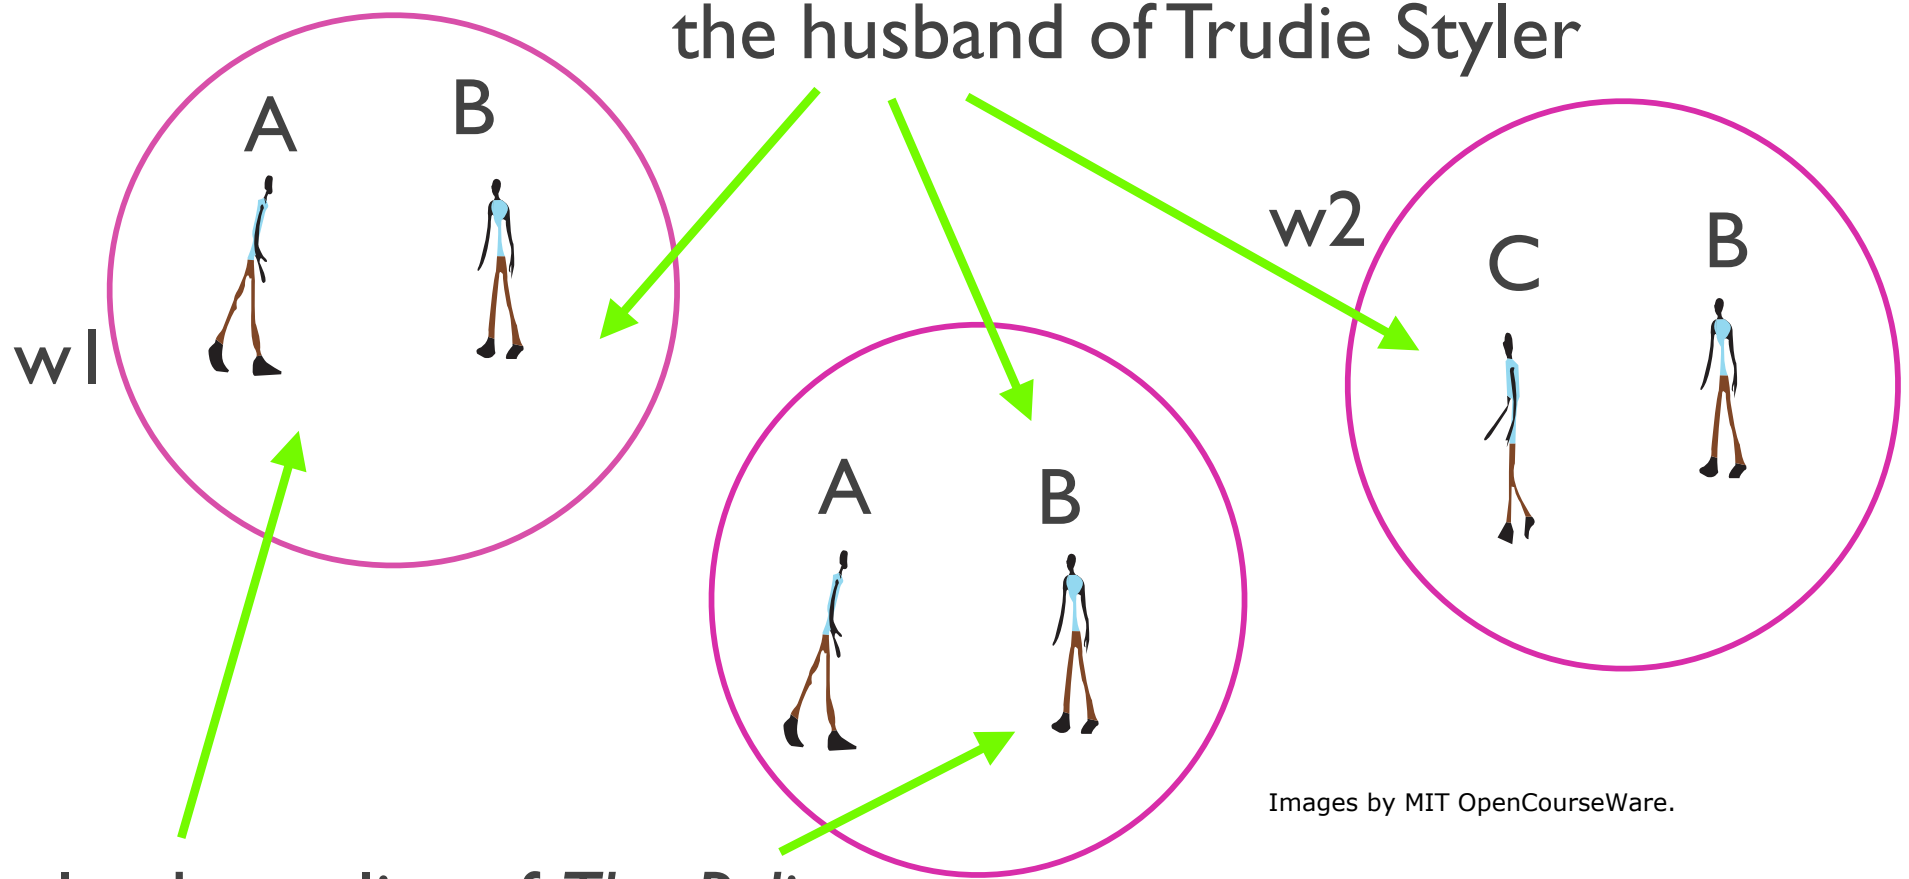 the husband of Trudie Styler
A B
w2
C B
w1
A B
Images by MIT OpenCourseWare.